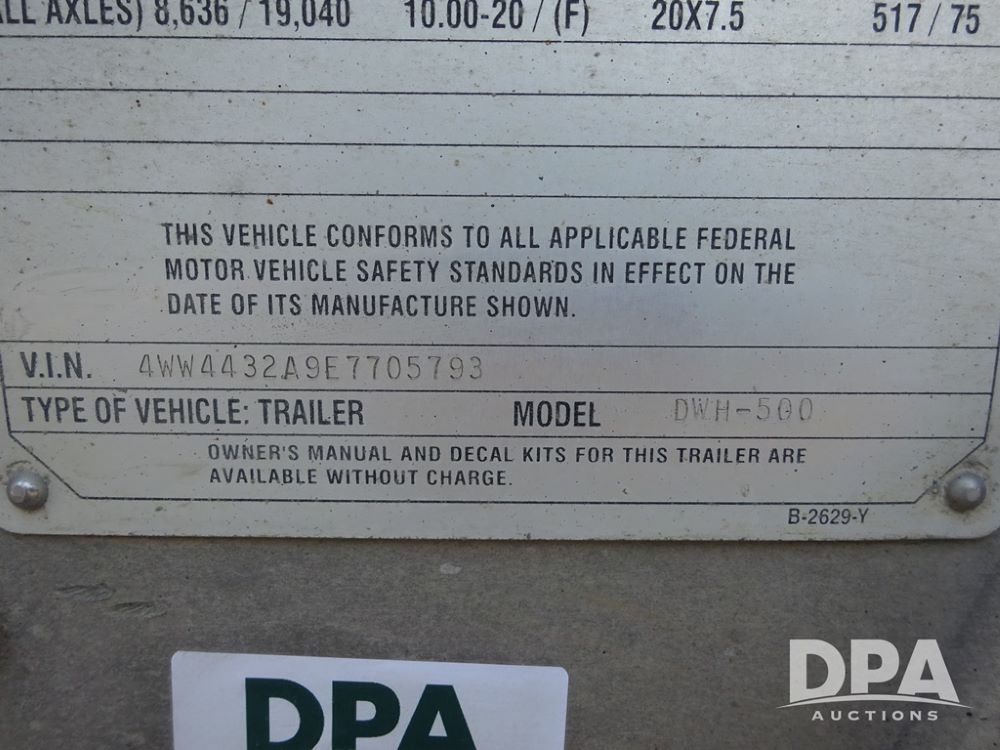 ALL AXLES) 8,636 / 19,040 10.00-20 / (F) 20X7.5 517 / 75
THIS VEHICLE CONFORMS TO ALL APPLICABLE FEDERAL
MOTOR VEHICLE SAFETY STANDARDS IN EFFECT ON THE
DATE OF ITS MANUFACTURE SHOWN.
V.I.N. 4WW4432A9E7705793
TYPE OF VEHICLE: TRAILER MODEL DWH-500
OWNER'S MANUAL AND DECAL KITS FOR THIS TRAILER ARE
AVAILABLE WITHOUT CHARGE.
B-2629-Y
DPA
DPA
AUCTIONS